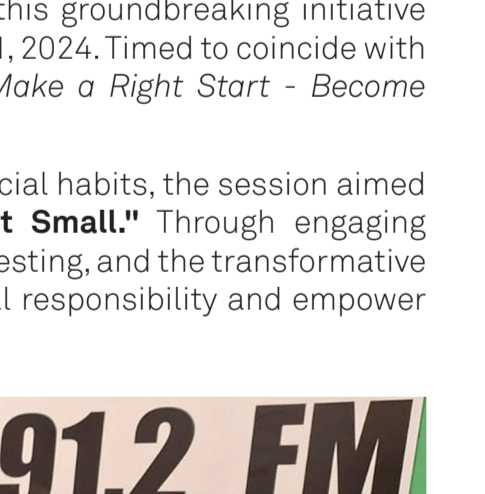 this groundbreaking initiative
, 2024. Timed to coincide with
Make a Right Start - Become
cial habits, the session aimed
t Small." Through engaging
esting, and the transformative
l responsibility and empower
91.2 FM